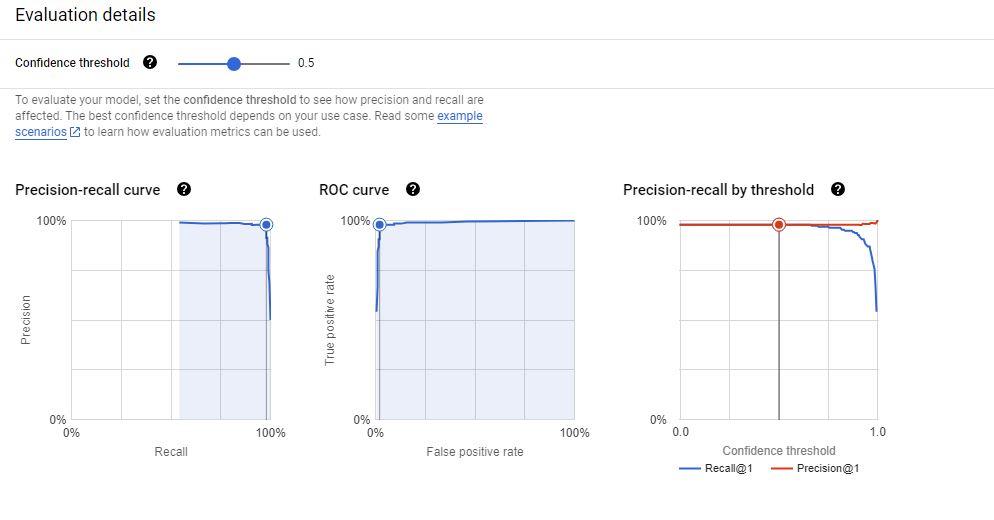 Evaluation details
Confidence threshold 0.5
To evaluate your model, set the confidence threshold to see how precision and recall are
affected. The best confidence threshold depends on your use case. Read some example
scenarios to learn how evaluation metrics can be used.
Precision-recall curve
100%
Precision
0%
0% 100%
Recall
ROC curve
100%
True positive rate
0%
0% 100%
False positive rate
Precision-recall by threshold
100%
0%
0.0 1.0
Confidence threshold
Recall@1 Precision@1